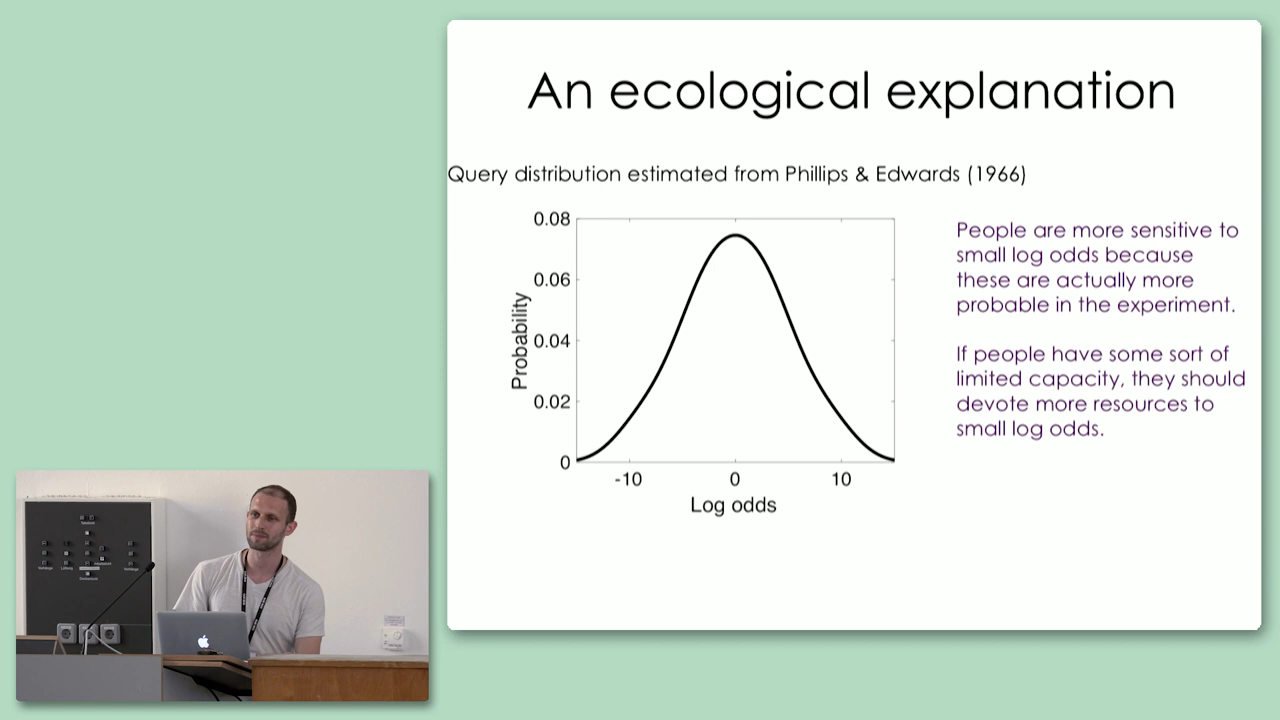 An ecological explanation
Query distribution estimated from Phillips & Edwards (1966)
0.08
0.06
0.04
0.02
0
Probability
-10
0
10
Log odds
People are more sensitive to
small log odds because
these are actually more
probable in the experiment.
If people have some sort of
limited capacity, they should
devote more resources to
small log odds.